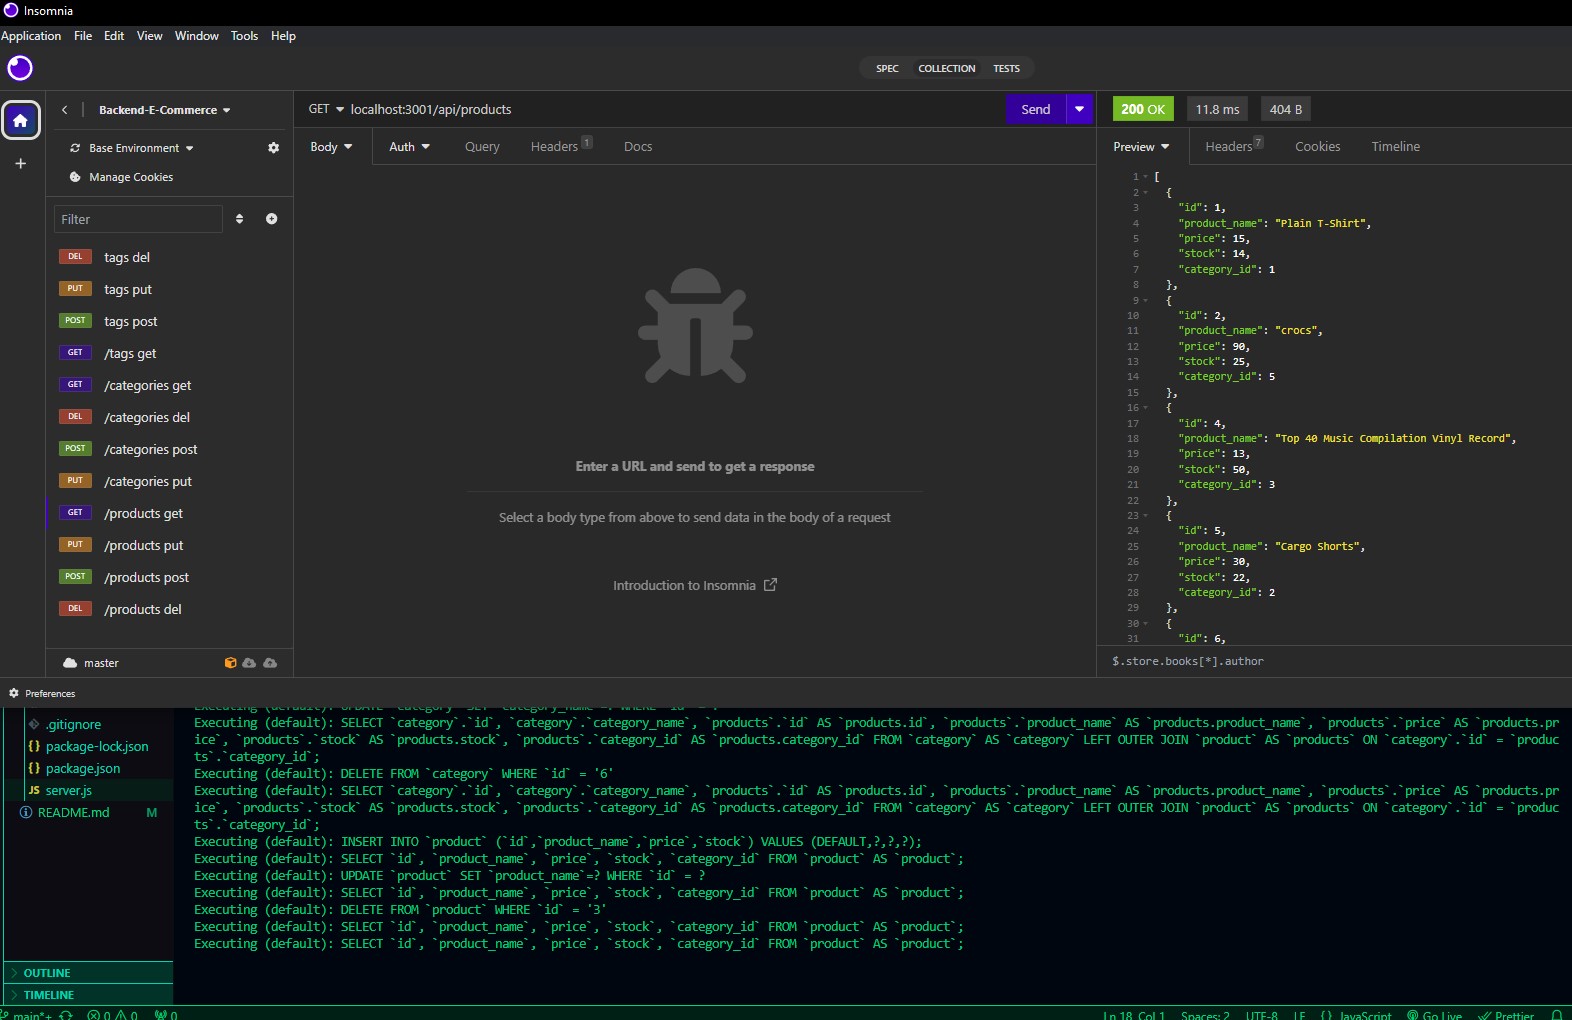 Insomnia
Application File Edit View Window Tools Help
SPEC COLLECTION TESTS
Backend-E-Commerce
GET localhost:3001/api/products
Send
200 OK 11.8 ms 404 B
Base Environment
Manage Cookies
Body Auth Query Headers 1 Docs
Preview Headers 7 Cookies Timeline
Filter
DEL tags del
PUT tags put
POST tags post
GET /tags get
GET /categories get
DEL /categories del
POST /categories post
PUT /categories put
GET /products get
PUT /products put
POST /products post
DEL /products del
master
Enter a URL and send to get a response
Select a body type from above to send data in the body of a request
Introduction to Insomnia
1 [
2 {
3 "id": 1,
4 "product_name": "Plain T-Shirt",
5 "price": 15,
6 "stock": 14,
7 "category_id": 1
8 },
9 {
10 "id": 2,
11 "product_name": "crocs",
12 "price": 90,
13 "stock": 25,
14 "category_id": 5
15 },
16 {
17 "id": 4,
18 "product_name": "Top 40 Music Compilation Vinyl Record",
19 "price": 13,
20 "stock": 50,
21 "category_id": 3
22 },
23 {
24 "id": 5,
25 "product_name": "Cargo Shorts",
26 "price": 30,
27 "stock": 22,
28 "category_id": 2
29 },
30 {
31 "id": 6,
$.store.books[*].author
Preferences
.gitignore
{} package-lock.json
{} package.json
JS server.js
README.md M
OUTLINE
TIMELINE
Executing (default): UPDATE `category` SET `category_name`=? WHERE `id` = ?
Executing (default): SELECT `category`.`id`, `category`.`category_name`, `products`.`id` AS `products.id`, `products`.`product_name` AS `products.product_name`, `products`.`price` AS `products.pr
ice`, `products`.`stock` AS `products.stock`, `products`.`category_id` AS `products.category_id` FROM `category` AS `category` LEFT OUTER JOIN `product` AS `products` ON `category`.`id` = `produc
ts`.`category_id`;
Executing (default): DELETE FROM `category` WHERE `id` = '6'
Executing (default): SELECT `category`.`id`, `category`.`category_name`, `products`.`id` AS `products.id`, `products`.`product_name` AS `products.product_name`, `products`.`price` AS `products.pr
ice`, `products`.`stock` AS `products.stock`, `products`.`category_id` AS `products.category_id` FROM `category` AS `category` LEFT OUTER JOIN `product` AS `products` ON `category`.`id` = `produc
ts`.`category_id`;
Executing (default): INSERT INTO `product` (`id`,`product_name`,`price`,`stock`) VALUES (DEFAULT,?,?,?);
Executing (default): SELECT `id`, `product_name`, `price`, `stock`, `category_id` FROM `product` AS `product`;
Executing (default): UPDATE `product` SET `product_name`=? WHERE `id` = ?
Executing (default): SELECT `id`, `product_name`, `price`, `stock`, `category_id` FROM `product` AS `product`;
Executing (default): DELETE FROM `product` WHERE `id` = '3'
Executing (default): SELECT `id`, `product_name`, `price`, `stock`, `category_id` FROM `product` AS `product`;
Executing (default): SELECT `id`, `product_name`, `price`, `stock`, `category_id` FROM `product` AS `product`;
main*+ 0 0 0 Ln 18, Col 1 Spaces: 2 UTF-8 LF {} JavaScript Go Live Prettier